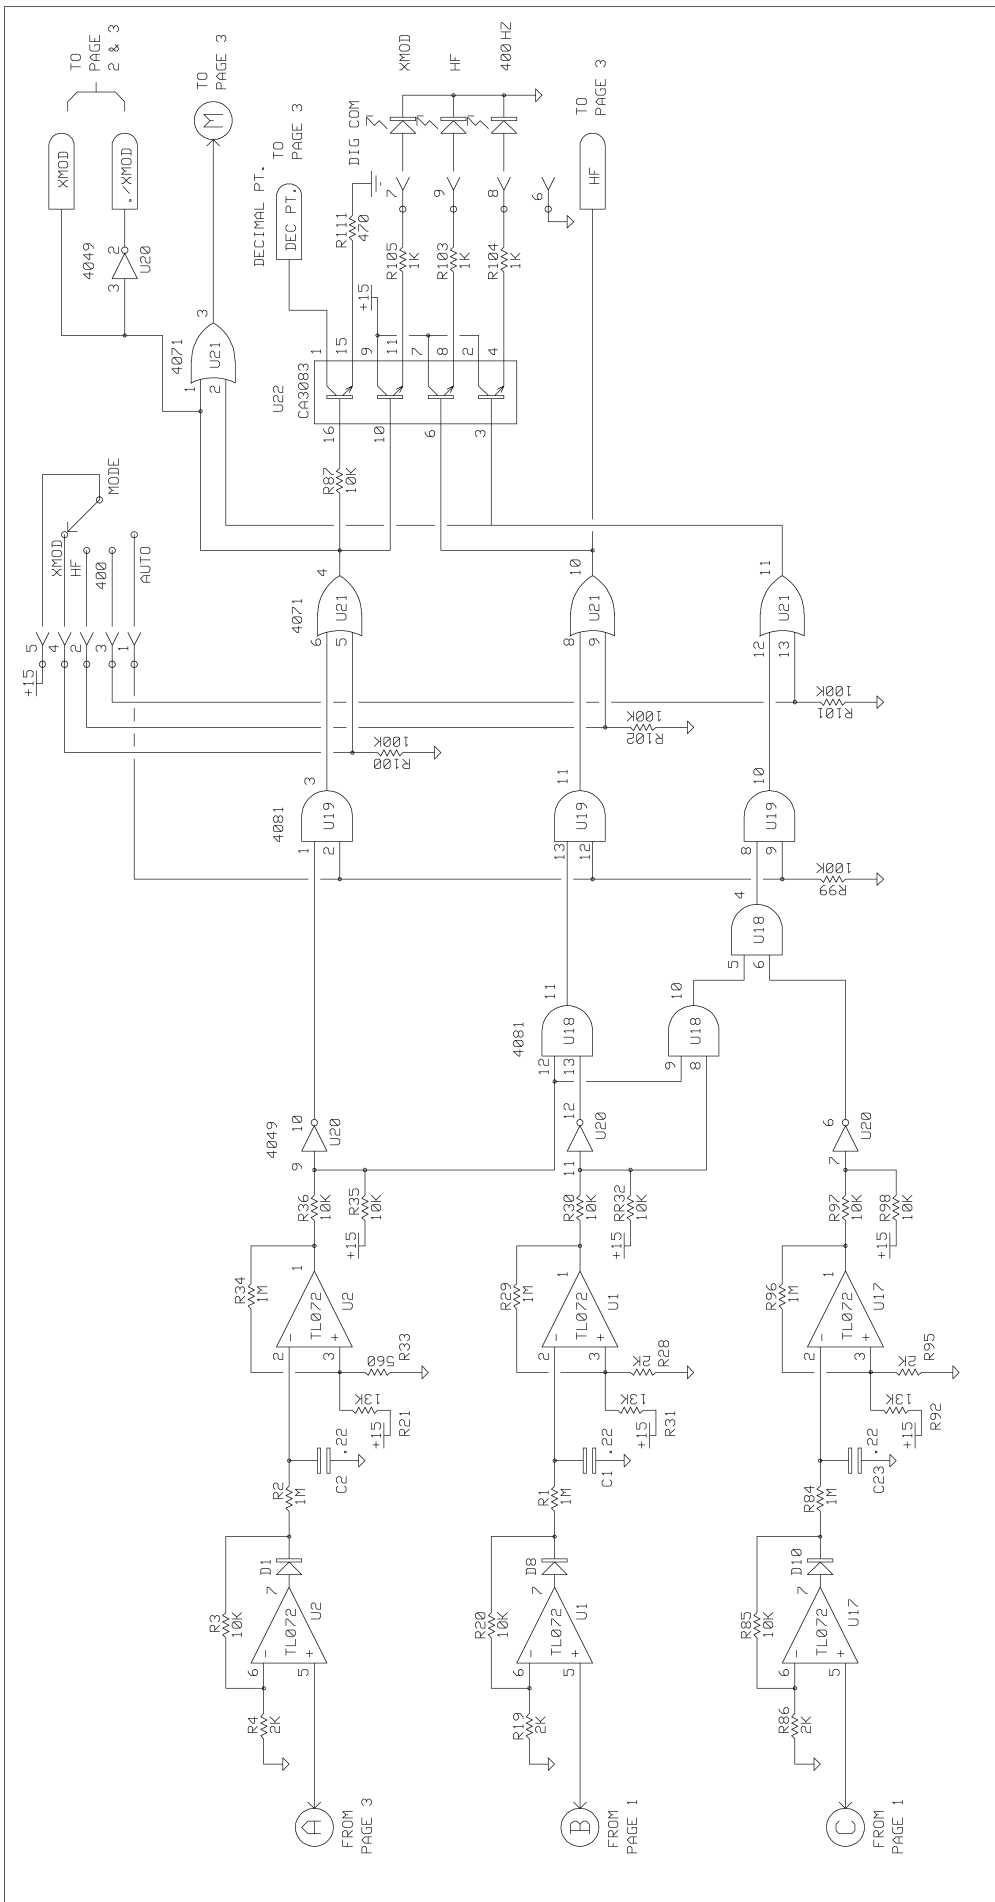 A
FROM
PAGE 3
R4
2K
R3
10K
6
5
7
TL072
U2
D1
R2
1M
C2
.22
+15
13K
R21
560
R33
2
3
1
TL072
U2
R34
1M
R36
10K
R35
10K
+15
4049
9
10
U20
B
FROM
PAGE 1
R19
2K
R20
10K
6
5
7
TL072
U1
D8
R1
1M
C1
.22
+15
13K
R31
2K
R28
2
3
1
TL072
U1
R29
1M
R30
10K
RR32
10K
+15
11
12
U20
C
FROM
PAGE 1
R86
2K
R85
10K
6
5
7
TL072
U17
D10
R84
1M
C23
.22
+15
13K
R92
2K
R95
2
3
1
TL072
U17
R96
1M
R97
10K
R98
10K
+15
7
6
U20
4081
12
13
11
U18
9
8
10
U18
5
6
4
U18
4081
1
2
3
U19
13
12
11
U19
8
9
10
U19
100K
R99
100K
R100
100K
R102
100K
R101
4071
6
5
4
U21
8
9
10
U21
12
13
11
U21
+15
5
4
2
3
1
XMOD
HF
400
AUTO
MODE
R87
10K
U22
CA3083
16
10
6
3
1
15
9
11
7
8
2
4
+15
4071
1
2
3
U21
4049
3
2
U20
XMOD
./XMOD
TO
PAGE
2 & 3
M
TO
PAGE 3
DECIMAL PT.
DEC PT.
TO
PAGE 3
R111
470
DIG COM
R105
1K
7
XMOD
R103
1K
9
HF
R104
1K
8
400HZ
6
HF
TO
PAGE 3